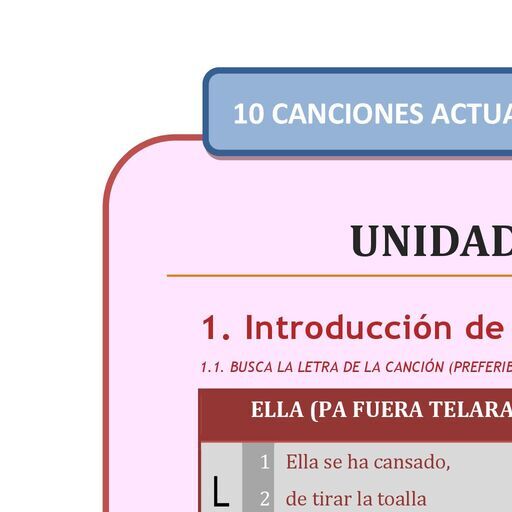 10 CANCIONES ACTUA
UNIDAD
1. Introducción de
1.1. BUSCA LA LETRA DE LA CANCIÓN (PREFERIB
ELLA (PA FUERA TELARA
1 Ella se ha cansado,
L
2 de tirar la toalla